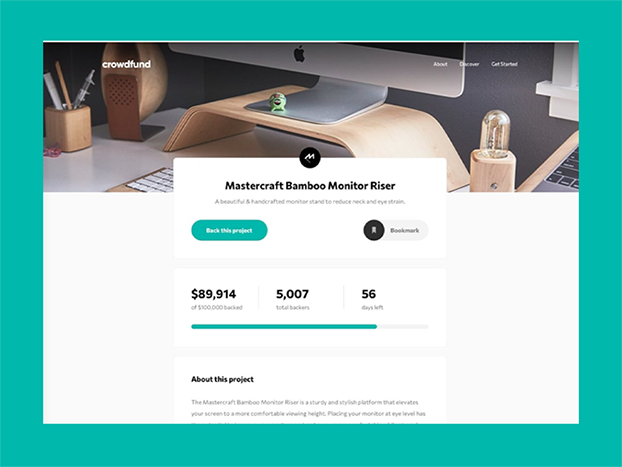 crowdfund
About Discover Get Started
Mastercraft Bamboo Monitor Riser
A beautiful & handcrafted monitor stand to reduce neck and eye strain.
Back this project
Bookmark
$89,914 5,007 56
of $100,000 backed total backers days left
About this project
The Mastercraft Bamboo Monitor Riser is a sturdy and stylish platform that elevates
your screen to a more comfortable viewing height. Placing your monitor at eye level has